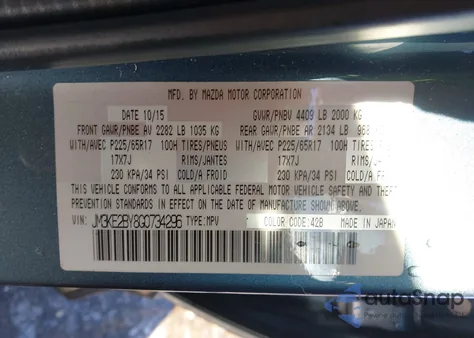 MFD. BY MAZDA MOTOR CORPORATION
DATE 10/15 GVWR/PNBV 4409 LB 2000 KG
FRONT GAWR/PNBE AV 2282 LB 1035 KG REAR GAWR/PNBE AR 2134 LB 968
WITH/AVEC P225/65R17 100H TIRES/PNEUS WITH/AVEC P225/65R17 100H TIRES/PN
17X7J RIMS/JANTES 17X7J RIMS/JAN
230 KPA/34 PSI COLD/A FROID 230 KPA/34 PSI COLD/A F
THIS VEHICLE CONFORMS TO ALL APPLICABLE FEDERAL MOTOR VEHICLE SAFETY AND THEFT
PREVENTION STANDARDS IN EFFECT ON THE DATE OF MANUFACTURE SHOWN ABOVE.
VIN: JM3KE2BY8G0734296 TYPE:MPV COLOR:42B MADE IN JAPAN
autoSnap